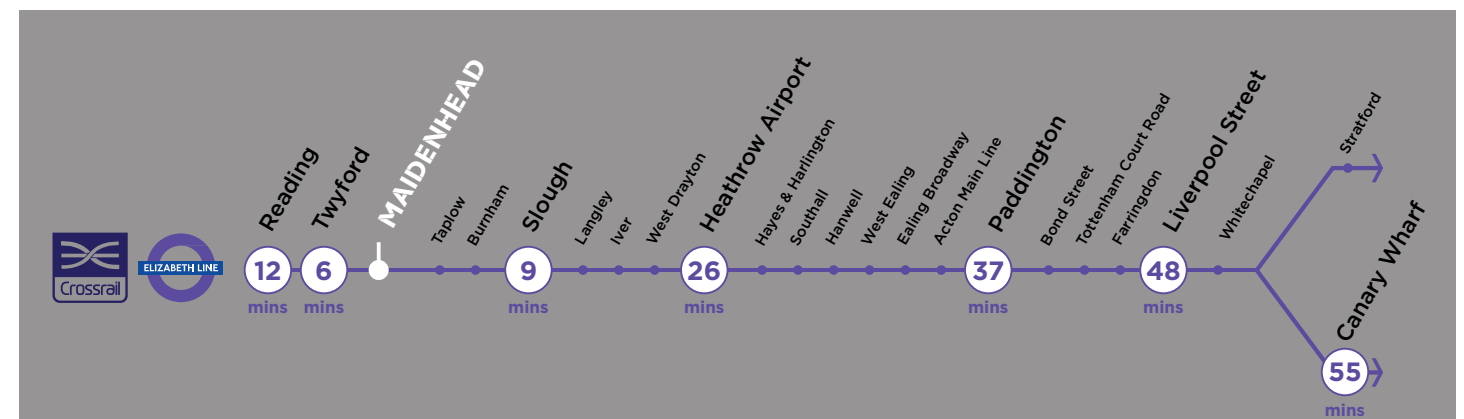 Crossrail
ELIZABETH LINE
Reading
12
mins
Twyford
6
mins
MAIDENHEAD
Taplow
Burnham
Slough
9
mins
Langley
Iver
West Drayton
Heathrow Airport
26
mins
Hayes & Harlington
Southall
Hanwell
West Ealing
Ealing Broadway
Acton Main Line
Paddington
37
mins
Bond Street
Tottenham Court Road
Farringdon
Liverpool Street
48
mins
Whitechapel
Stratford
Canary Wharf
55
mins